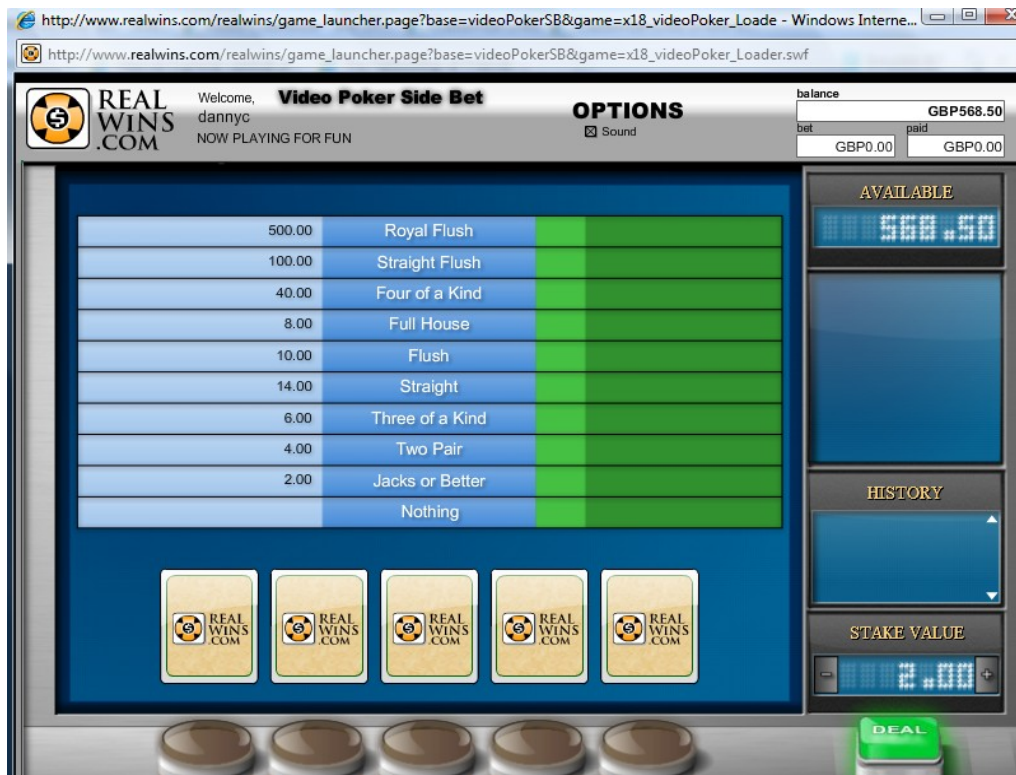 http://www.realwins.com/realwins/game_launcher.page?base=videoPokerSB&game=x18_videoPoker_Loade - Windows Interne...
http://www.realwins.com/realwins/game_launcher.page?base=videoPokerSB&game=x18_videoPoker_Loader.swf
REAL
WINS
.COM
Welcome,
dannyc
NOW PLAYING FOR FUN
Video Poker Side Bet
OPTIONS
Sound
balance
GBP568.50
bet paid
GBP0.00 GBP0.00
AVAILABLE
568.50
500.00 Royal Flush
100.00 Straight Flush
40.00 Four of a Kind
8.00 Full House
10.00 Flush
14.00 Straight
6.00 Three of a Kind
4.00 Two Pair
2.00 Jacks or Better
Nothing
HISTORY
REAL
WINS
.COM
REAL
WINS
.COM
REAL
WINS
.COM
REAL
WINS
.COM
REAL
WINS
.COM
STAKE VALUE
- 2.00 +
DEAL